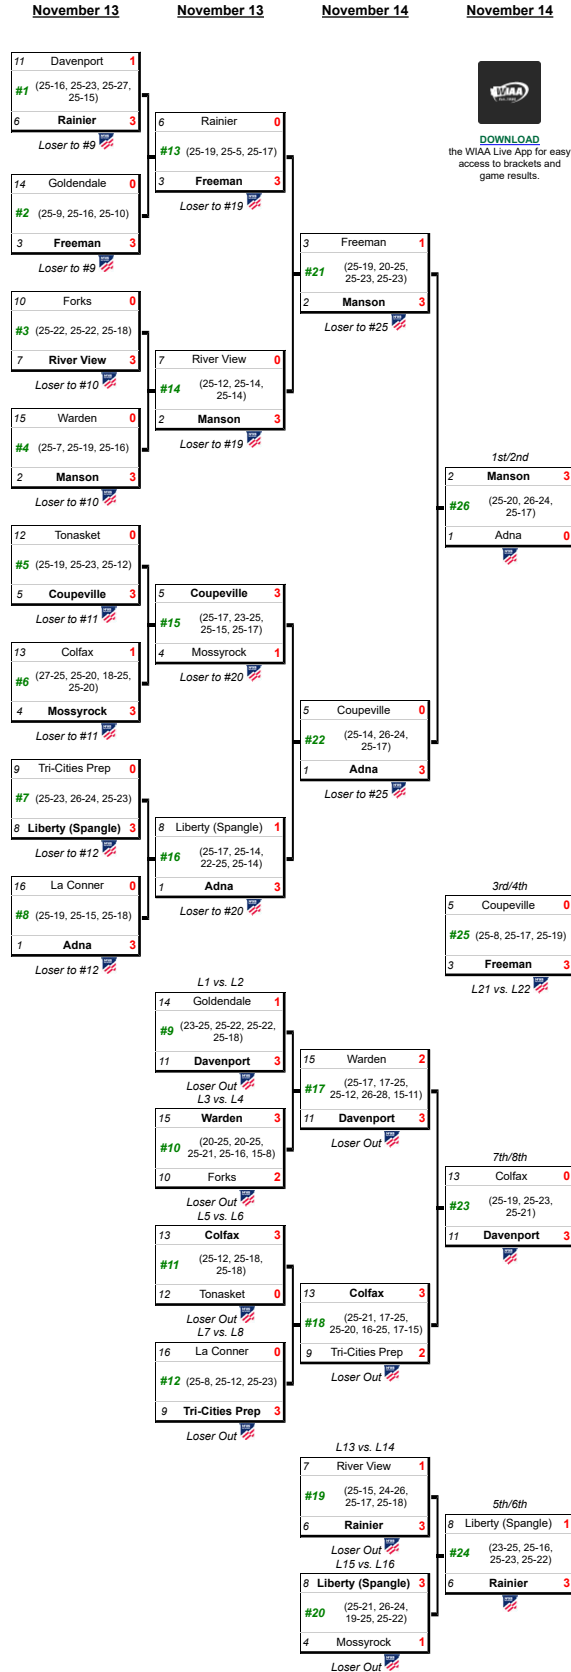 November 13
November 13
November 14
November 14
11 Davenport 1
#1 (25-16, 25-23, 25-27,
25-15)
6 Rainier 3
Loser to #9
14 Goldendale 0
#2 (25-9, 25-16, 25-10)
3 Freeman 3
Loser to #9
10 Forks 0
#3 (25-22, 25-22, 25-18)
7 River View 3
Loser to #10
15 Warden 0
#4 (25-7, 25-19, 25-16)
2 Manson 3
Loser to #10
12 Tonasket 0
#5 (25-19, 25-23, 25-12)
5 Coupeville 3
Loser to #11
13 Colfax 1
#6 (27-25, 25-20, 18-25,
25-20)
4 Mossyrock 3
Loser to #11
9 Tri-Cities Prep 0
#7 (25-23, 26-24, 25-23)
8 Liberty (Spangle) 3
Loser to #12
16 La Conner 0
#8 (25-19, 25-15, 25-18)
1 Adna 3
Loser to #12
6 Rainier 0
#13 (25-19, 25-5, 25-17)
3 Freeman 3
Loser to #19
7 River View 0
#14 (25-12, 25-14,
25-14)
2 Manson 3
Loser to #19
5 Coupeville 3
#15 (25-17, 23-25,
25-15, 25-17)
4 Mossyrock 1
Loser to #20
8 Liberty (Spangle) 1
#16 (25-17, 25-14,
22-25, 25-14)
1 Adna 3
Loser to #20
3 Freeman 1
#21 (25-19, 20-25,
25-23, 25-23)
2 Manson 3
Loser to #25
5 Coupeville 0
#22 (25-14, 26-24,
25-17)
1 Adna 3
Loser to #25
WIAA
DOWNLOAD
the WIAA Live App for easy
access to brackets and
game results.
1st/2nd
2 Manson 3
#26 (25-20, 26-24,
25-17)
1 Adna 0
3rd/4th
5 Coupeville 0
#25 (25-8, 25-17, 25-19)
3 Freeman 3
L21 vs. L22
L1 vs. L2
14 Goldendale 1
#9 (23-25, 25-22, 25-22,
25-18)
11 Davenport 3
Loser Out
L3 vs. L4
15 Warden 3
#10 (20-25, 20-25,
25-21, 25-16, 15-8)
10 Forks 2
Loser Out
L5 vs. L6
13 Colfax 3
#11 (25-12, 25-18,
25-18)
12 Tonasket 0
Loser Out
L7 vs. L8
16 La Conner 0
#12 (25-8, 25-12, 25-23)
9 Tri-Cities Prep 3
Loser Out
15 Warden 2
#17 (25-17, 17-25,
25-12, 26-28, 15-11)
11 Davenport 3
Loser Out
13 Colfax 3
#18 (25-21, 17-25,
25-20, 16-25, 17-15)
9 Tri-Cities Prep 2
Loser Out
7th/8th
13 Colfax 0
#23 (25-19, 25-23,
25-21)
11 Davenport 3
L13 vs. L14
7 River View 1
#19 (25-15, 24-26,
25-17, 25-18)
6 Rainier 3
Loser Out
L15 vs. L16
8 Liberty (Spangle) 3
#20 (25-21, 26-24,
19-25, 25-22)
4 Mossyrock 1
Loser Out
5th/6th
8 Liberty (Spangle) 1
#24 (23-25, 25-16,
25-23, 25-22)
6 Rainier 3